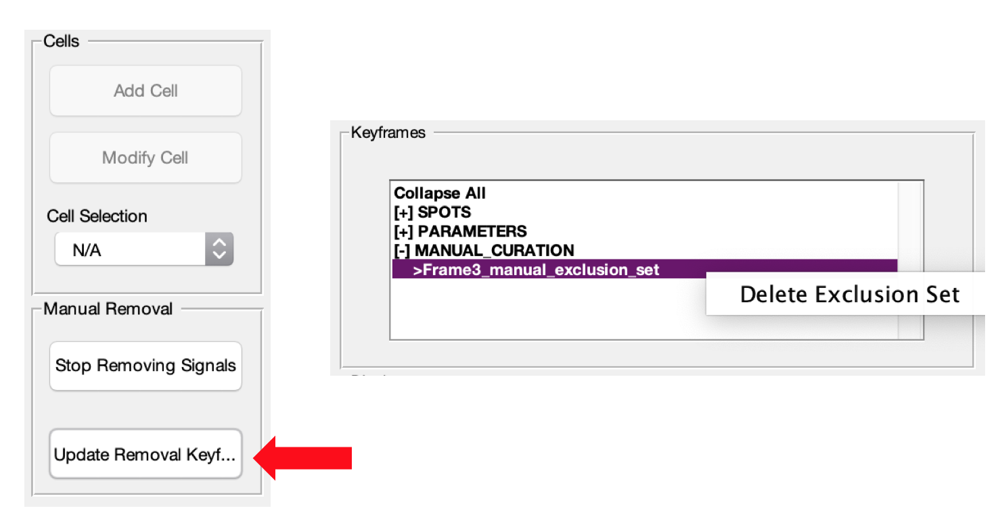 Cells
Add Cell
Modify Cell
Cell Selection
N/A
Manual Removal
Stop Removing Signals
Update Removal Keyf...
Keyframes
Collapse All
[+] SPOTS
[+] PARAMETERS
[-] MANUAL_CURATION
>Frame3_manual_exclusion_set
Delete Exclusion Set